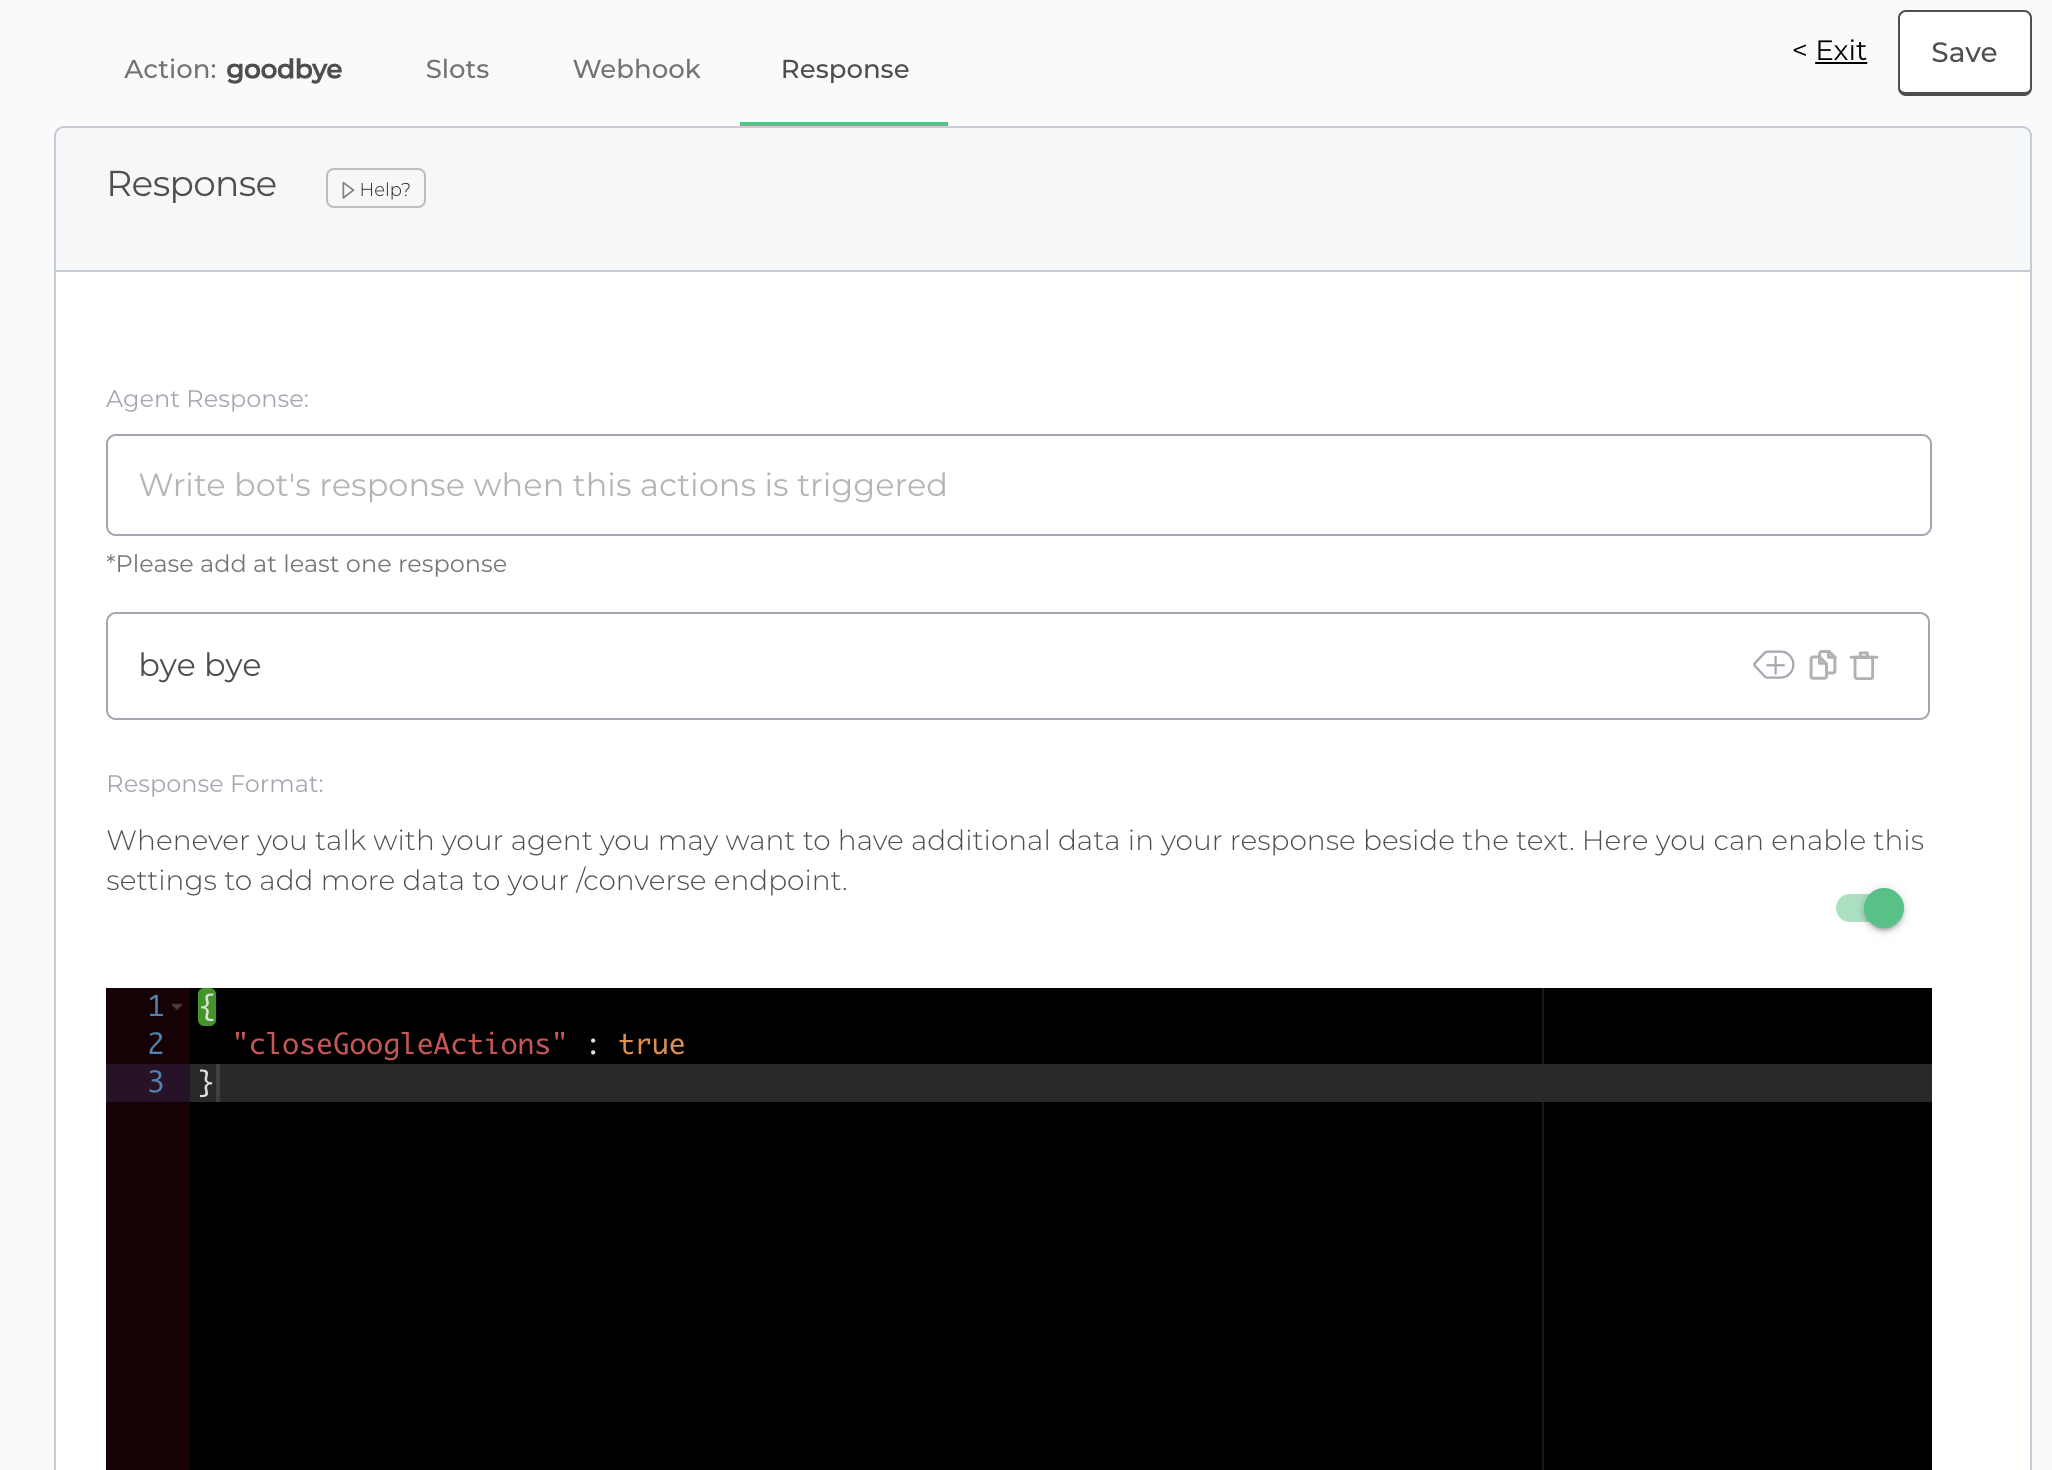 Action: goodbye Slots Webhook Response < Exit Save
Response Help?
Agent Response:
Write bot's response when this actions is triggered
*Please add at least one response
bye bye
Response Format:
Whenever you talk with your agent you may want to have additional data in your response beside the text. Here you can enable this
settings to add more data to your /converse endpoint.
1 {
2 "closeGoogleActions" : true
3 }